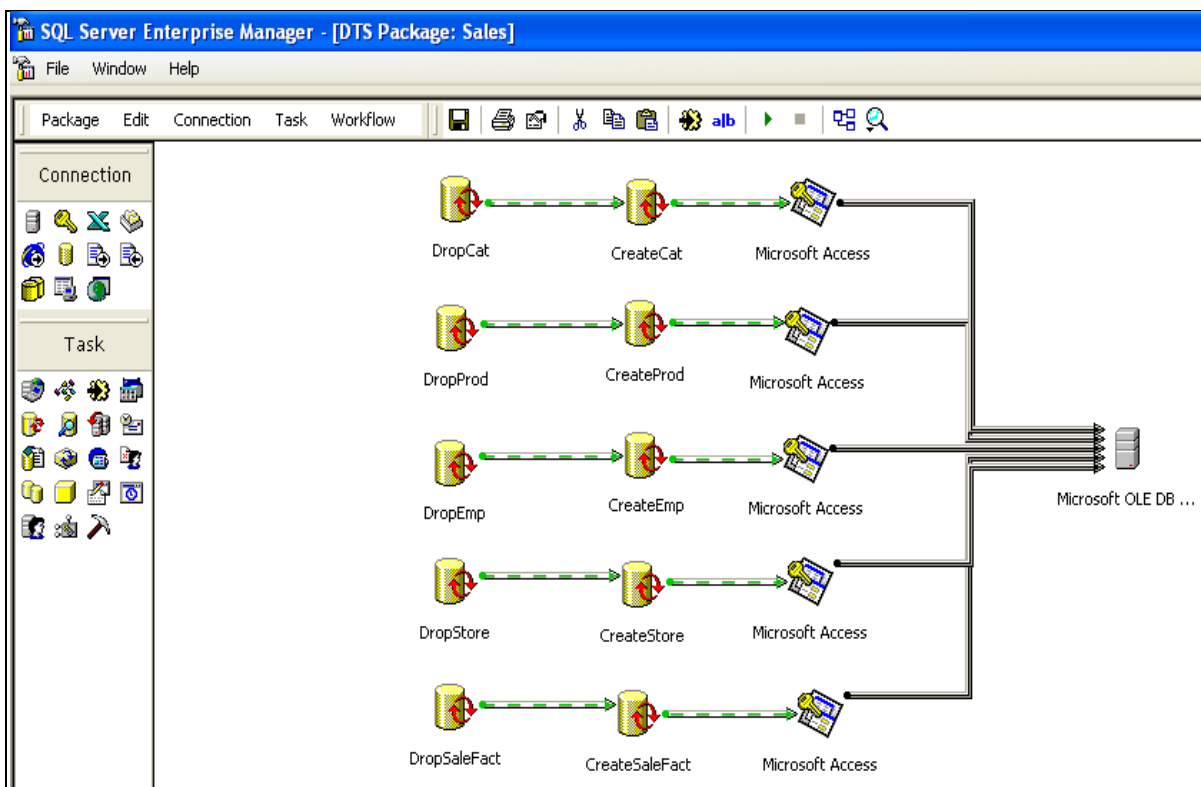 SQL Server Enterprise Manager - [DTS Package: Sales]
File Window Help
Package Edit Connection Task Workflow a|b
Connection
Task
DropCat CreateCat Microsoft Access
DropProd CreateProd Microsoft Access
DropEmp CreateEmp Microsoft Access
Microsoft OLE DB ...
DropStore CreateStore Microsoft Access
DropSaleFact CreateSaleFact Microsoft Access